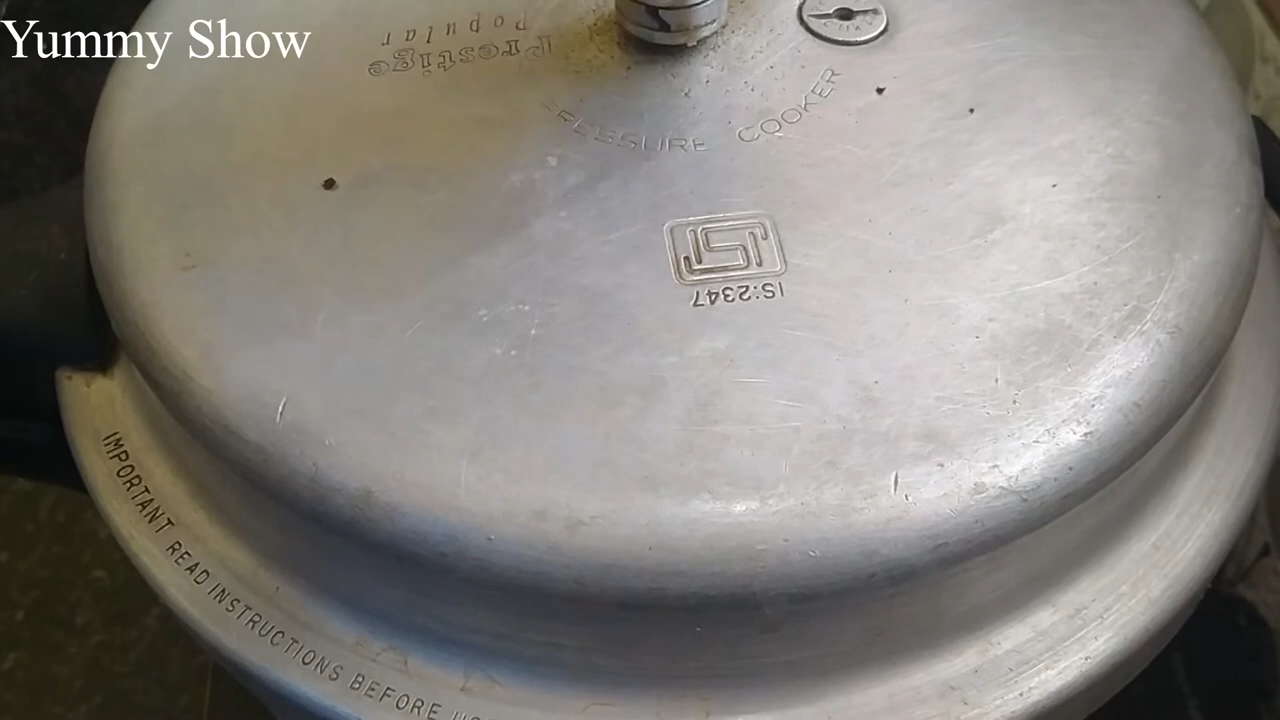 Yummy Show
Prestige
Popular
PRESSURE COOKER
ISI
IS:2347
IMPORTANT READ INSTRUCTIONS BEFORE